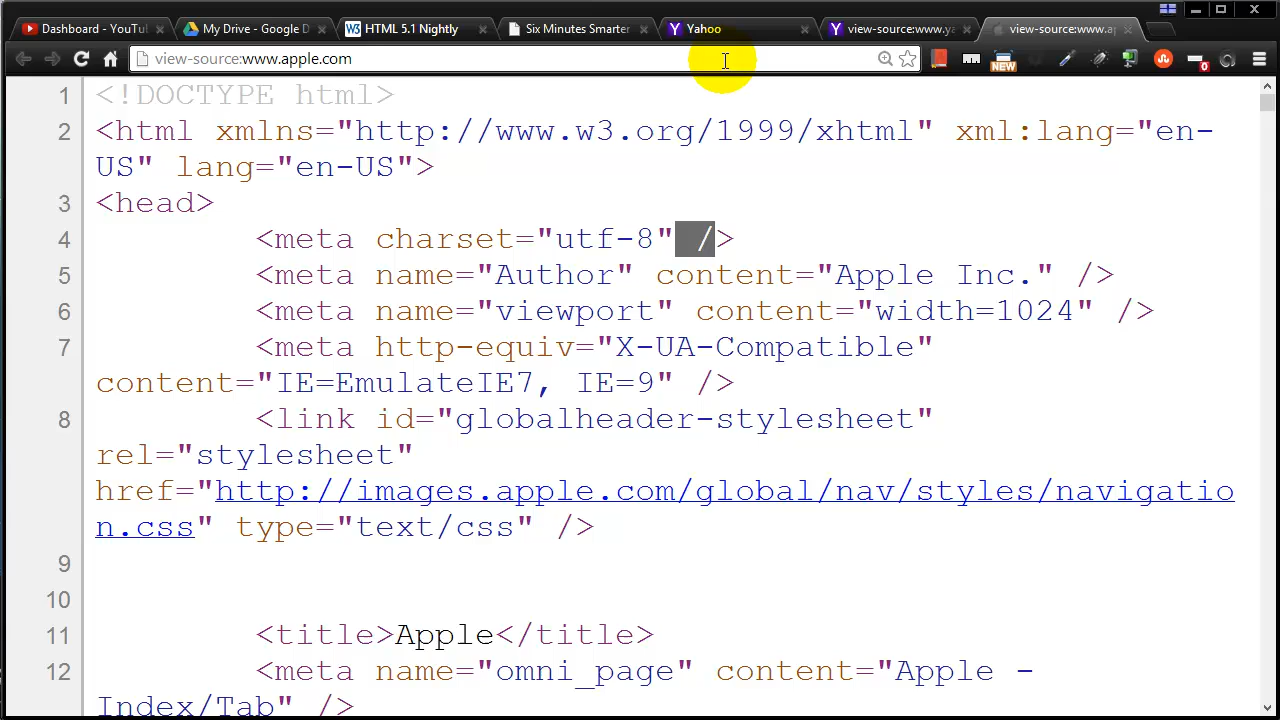 Dashboard - YouTu
My Drive - Google D
HTML 5.1 Nightly
Six Minutes Smarter
Yahoo
view-source:www.ya
view-source:www.ap
view-source:www.apple.com
NEW
0
1 <!DOCTYPE html>
2 <html xmlns="http://www.w3.org/1999/xhtml" xml:lang="en-
US" lang="en-US">
3 <head>
4 <meta charset="utf-8" />
5 <meta name="Author" content="Apple Inc." />
6 <meta name="viewport" content="width=1024" />
7 <meta http-equiv="X-UA-Compatible"
content="IE=EmulateIE7, IE=9" />
8 <link id="globalheader-stylesheet"
rel="stylesheet"
href="http://images.apple.com/global/nav/styles/navigatio
n.css" type="text/css" />
9
10
11 <title>Apple</title>
12 <meta name="omni_page" content="Apple -
Index/Tab" />